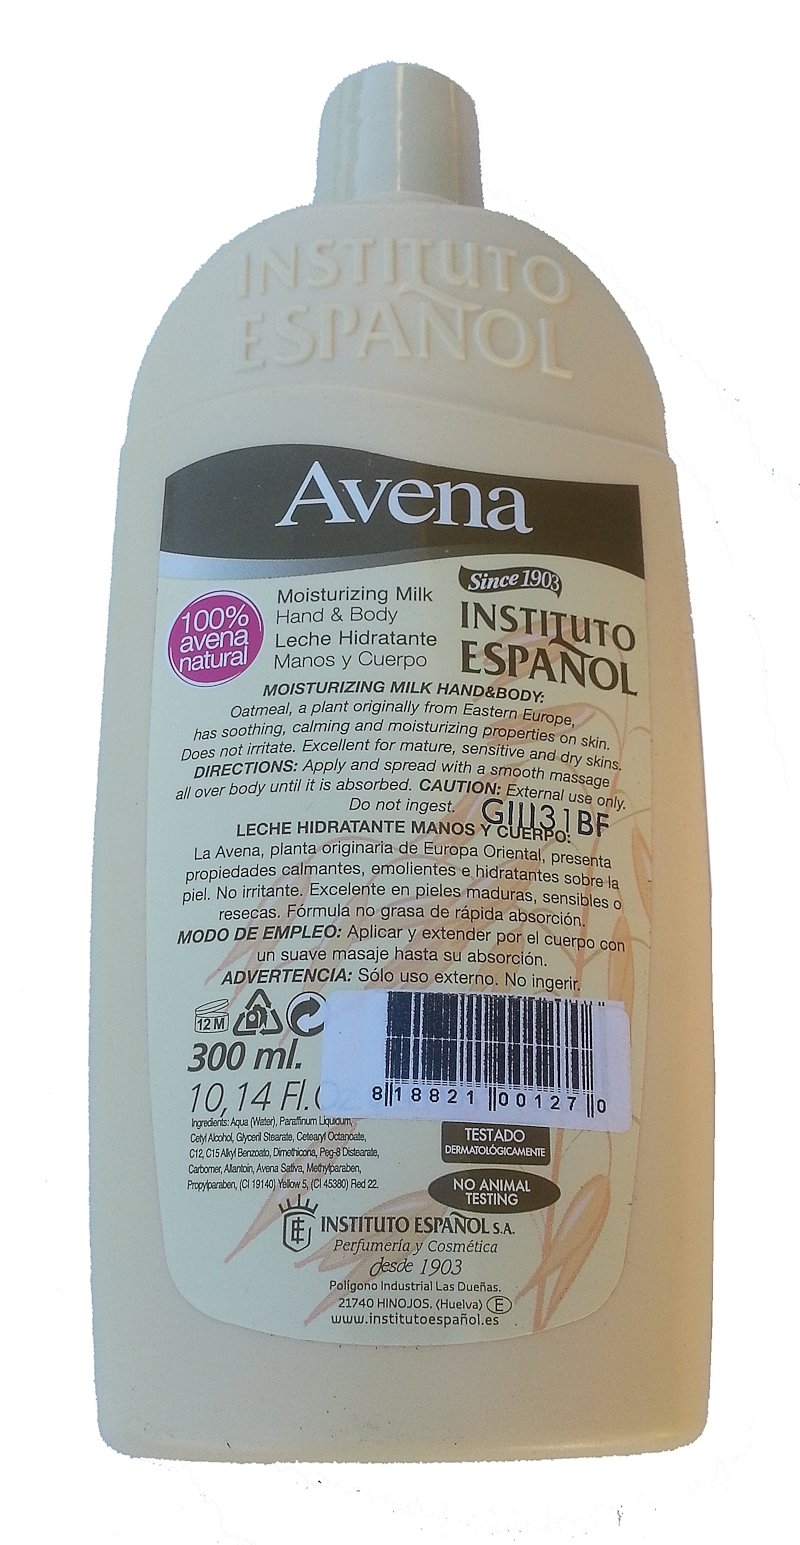 INSTITUTO
ESPAÑOL
Avena
100%
avena
natural
Moisturizing Milk
Hand & Body
Leche Hidratante
Manos y Cuerpo
Since 1903
INSTITUTO
ESPAÑOL
MOISTURIZING MILK HAND&BODY:
Oatmeal, a plant originally from Eastern Europe,
has soothing, calming and moisturizing properties on skin.
Does not irritate. Excellent for mature, sensitive and dry skins.
DIRECTIONS: Apply and spread with a smooth massage
all over body until it is absorbed. CAUTION: External use only.
Do not ingest.
LECHE HIDRATANTE MANOS Y CUERPO:
La Avena, planta originaria de Europa Oriental, presenta
propiedades calmantes, emolientes e hidratantes sobre la
piel. No irritante. Excelente en pieles maduras, sensibles o
resecas. Fórmula no grasa de rápida absorción.
MODO DE EMPLEO: Aplicar y extender por el cuerpo con
un suave masaje hasta su absorción.
ADVERTENCIA: Sólo uso externo. No ingerir.
12 M
300 ml.
10,14 Fl.
8 18821 00127 0
Ingredients: Aqua (Water), Paraffinum Liquidum,
Cetyl Alcohol, Glyceril Stearate, Cetearyl Octanoate,
C12, C15 Alkyl Benzoato, Dimethicona, Peg-8 Distearate,
Carbomer, Allantoin, Avena Sativa, Methylparaben,
Propylparaben, (CI 19140) Yellow 5, (CI 45380) Red 22.
TESTADO
DERMATOLÓGICAMENTE
NO ANIMAL
TESTING
INSTITUTO ESPAÑOL S.A.
Perfumería y Cosmética
desde 1903
Polígono Industrial Las Dueñas.
21740 HINOJOS. (Huelva) E
www.institutoespañol.es